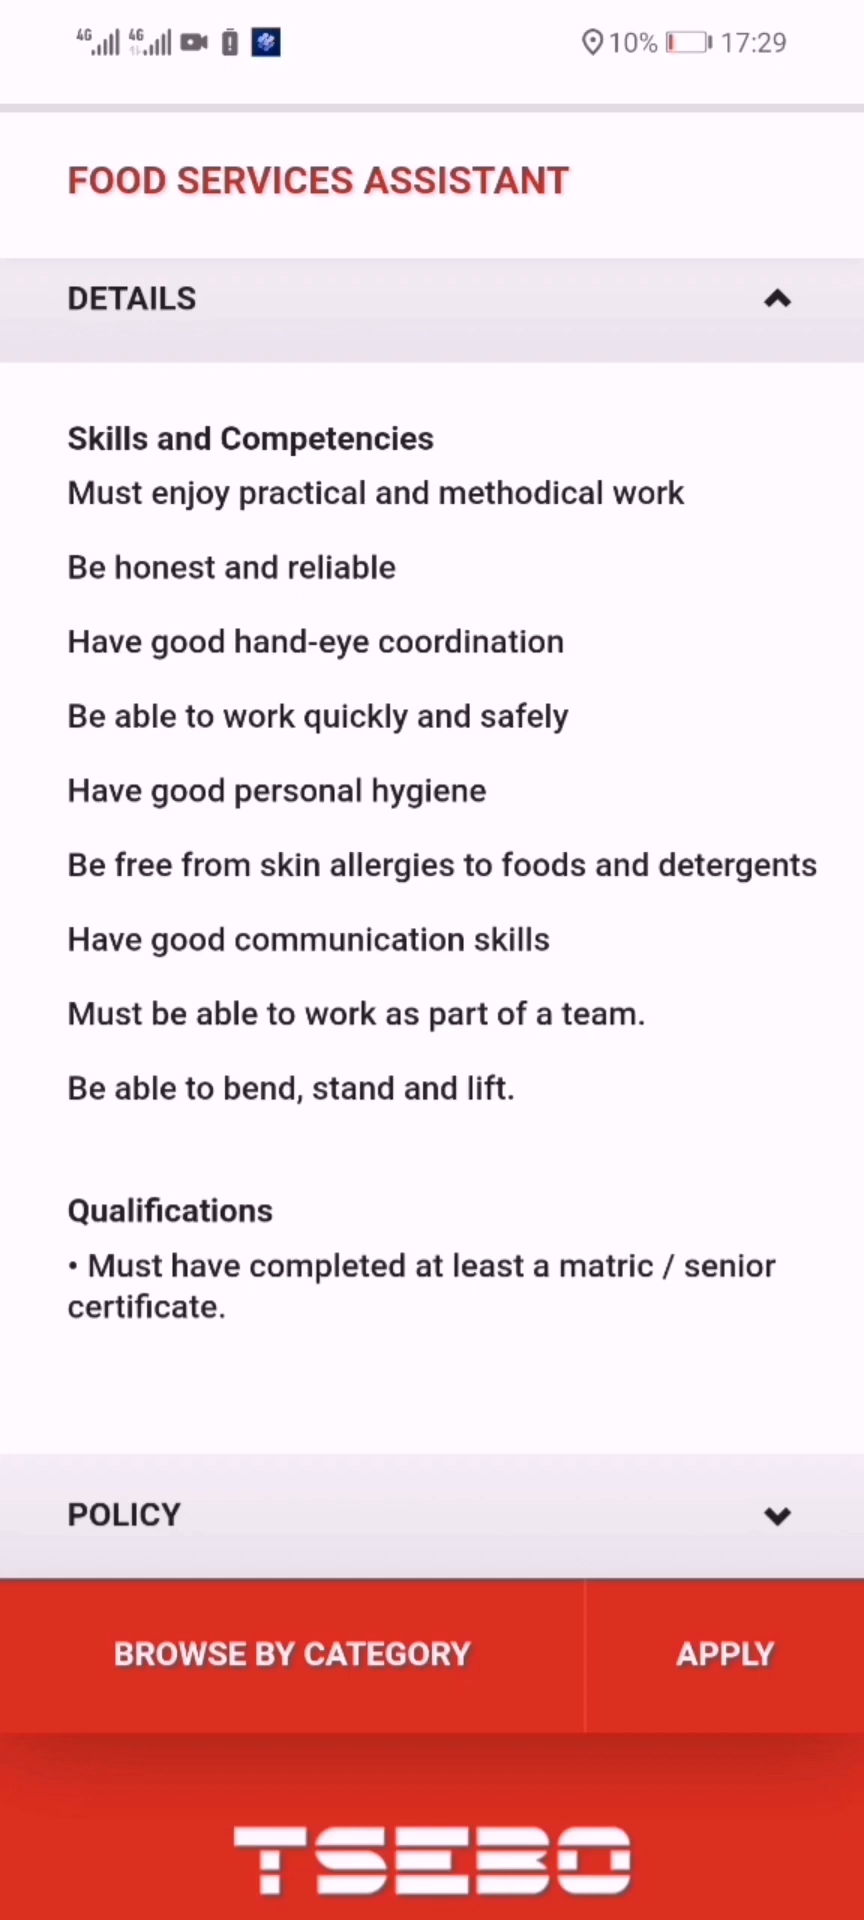 4G 4G 10% 17:29
FOOD SERVICES ASSISTANT
DETAILS
Skills and Competencies
Must enjoy practical and methodical work
Be honest and reliable
Have good hand-eye coordination
Be able to work quickly and safely
Have good personal hygiene
Be free from skin allergies to foods and detergents
Have good communication skills
Must be able to work as part of a team.
Be able to bend, stand and lift.
Qualifications
• Must have completed at least a matric / senior
certificate.
POLICY
BROWSE BY CATEGORY APPLY
TSEBO